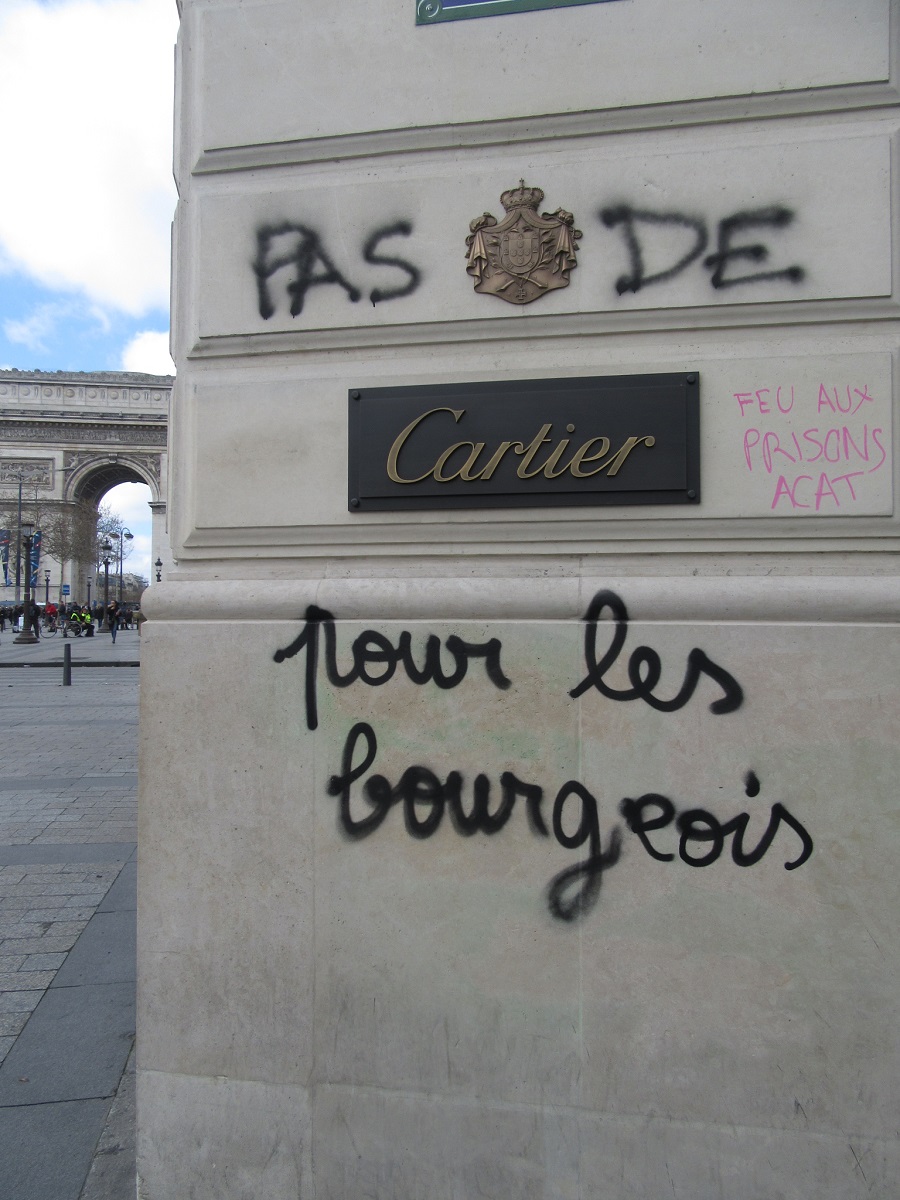 PAS DE
Cartier
FEU AUX
PRISONS
ACAT
pour les
bourgeois